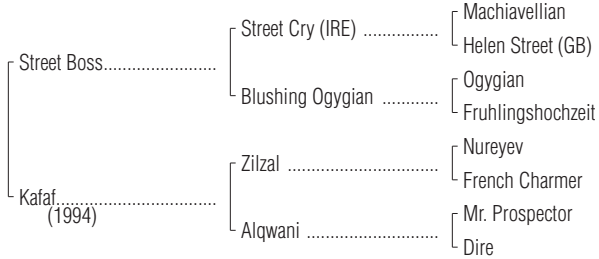 Machiavellian
Street Cry (IRE) ................
Helen Street (GB)
Street Boss........................
Ogygian
Blushing Ogygian ............
Fruhlingshochzeit
Nureyev
Zilzal ................................
French Charmer
Kafaf..................................
(1994)
Mr. Prospector
Alqwani ............................
Dire